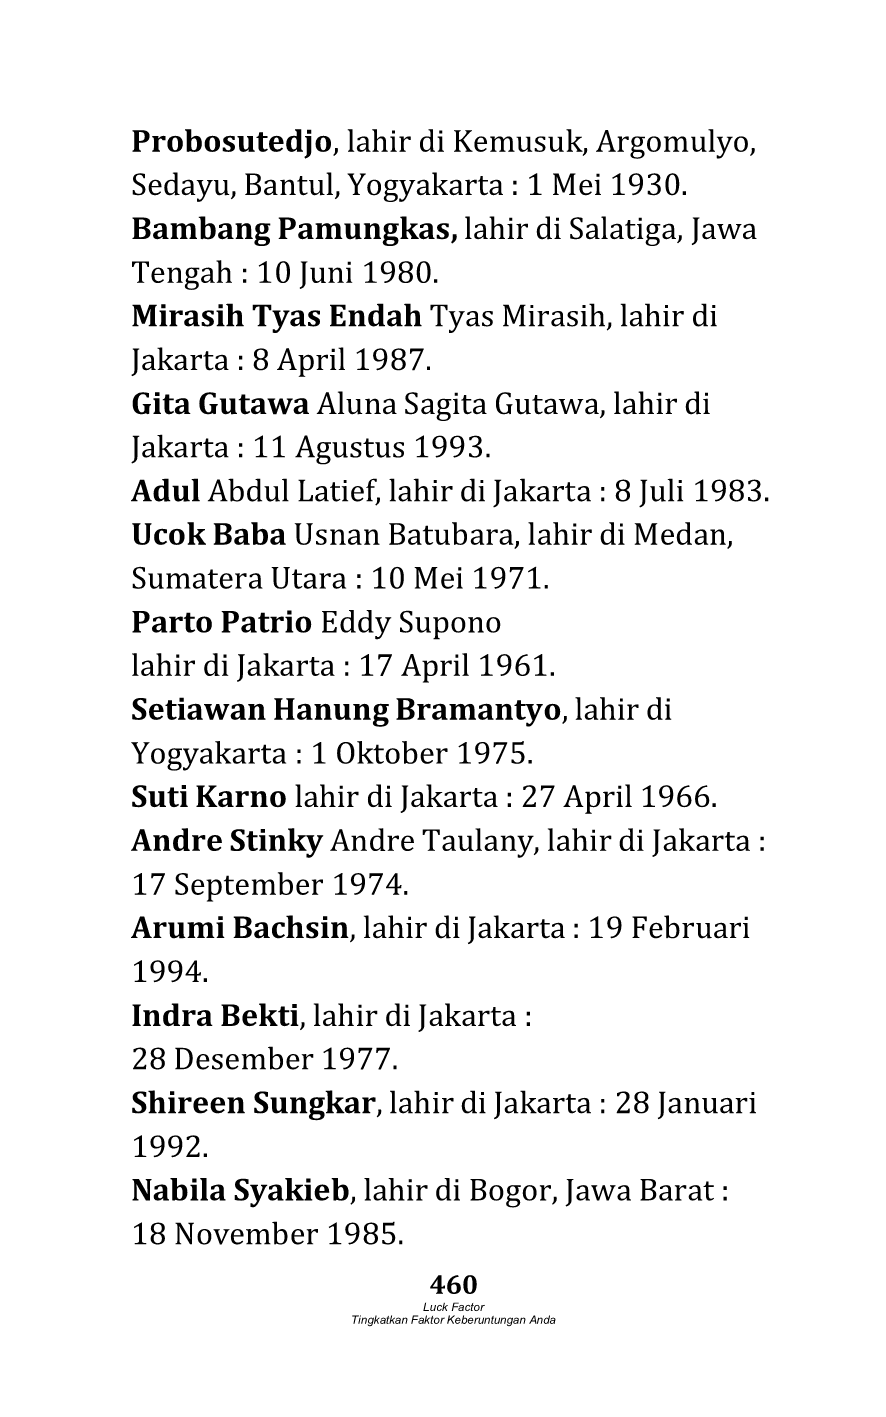 Probosutedjo, lahir di Kemusuk, Argomulyo,
Sedayu, Bantul, Yogyakarta : 1 Mei 1930.
Bambang Pamungkas, lahir di Salatiga, Jawa
Tengah : 10 Juni 1980.
Mirasih Tyas Endah Tyas Mirasih, lahir di
Jakarta : 8 April 1987.
Gita Gutawa Aluna Sagita Gutawa, lahir di
Jakarta : 11 Agustus 1993.
Adul Abdul Latief, lahir di Jakarta : 8 Juli 1983.
Ucok Baba Usnan Batubara, lahir di Medan,
Sumatera Utara : 10 Mei 1971.
Parto Patrio Eddy Supono
lahir di Jakarta : 17 April 1961.
Setiawan Hanung Bramantyo, lahir di
Yogyakarta : 1 Oktober 1975.
Suti Karno lahir di Jakarta : 27 April 1966.
Andre Stinky Andre Taulany, lahir di Jakarta :
17 September 1974.
Arumi Bachsin, lahir di Jakarta : 19 Februari
1994.
Indra Bekti, lahir di Jakarta :
28 Desember 1977.
Shireen Sungkar, lahir di Jakarta : 28 Januari
1992.
Nabila Syakieb, lahir di Bogor, Jawa Barat :
18 November 1985.
460
Luck Factor
Tingkatkan Faktor Keberuntungan Anda